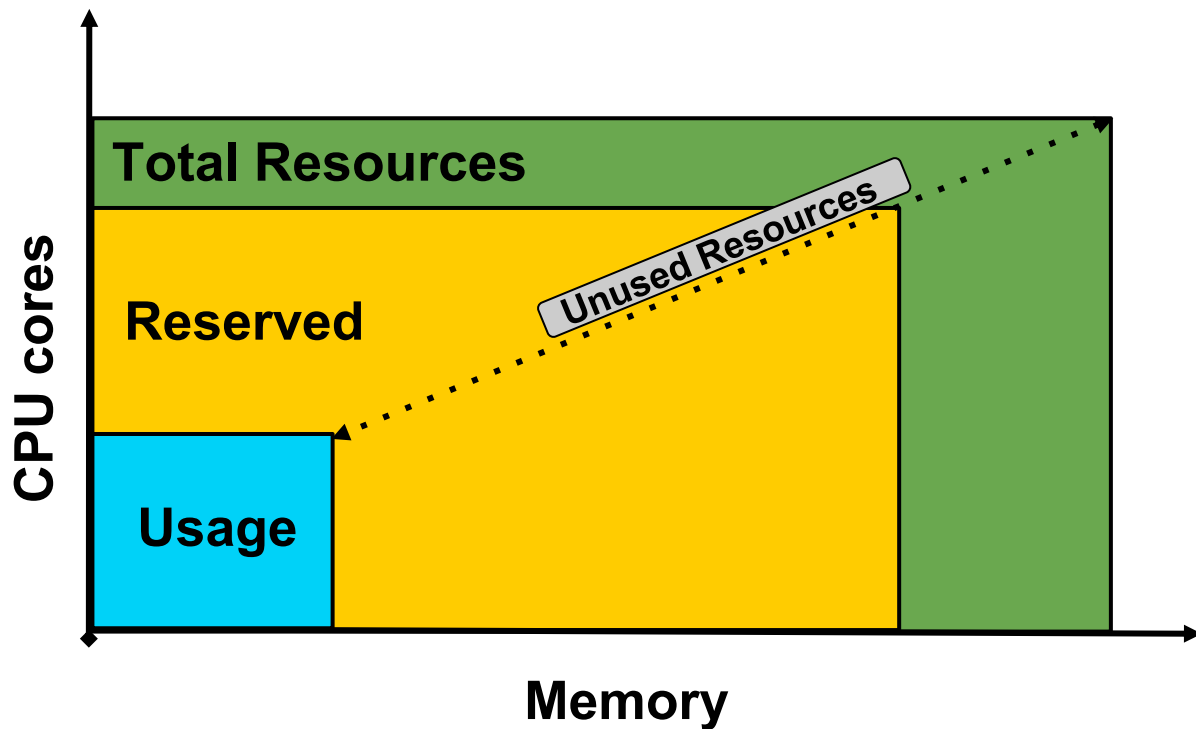 Total Resources
Unused Resources
Reserved
Usage
CPU cores
Memory